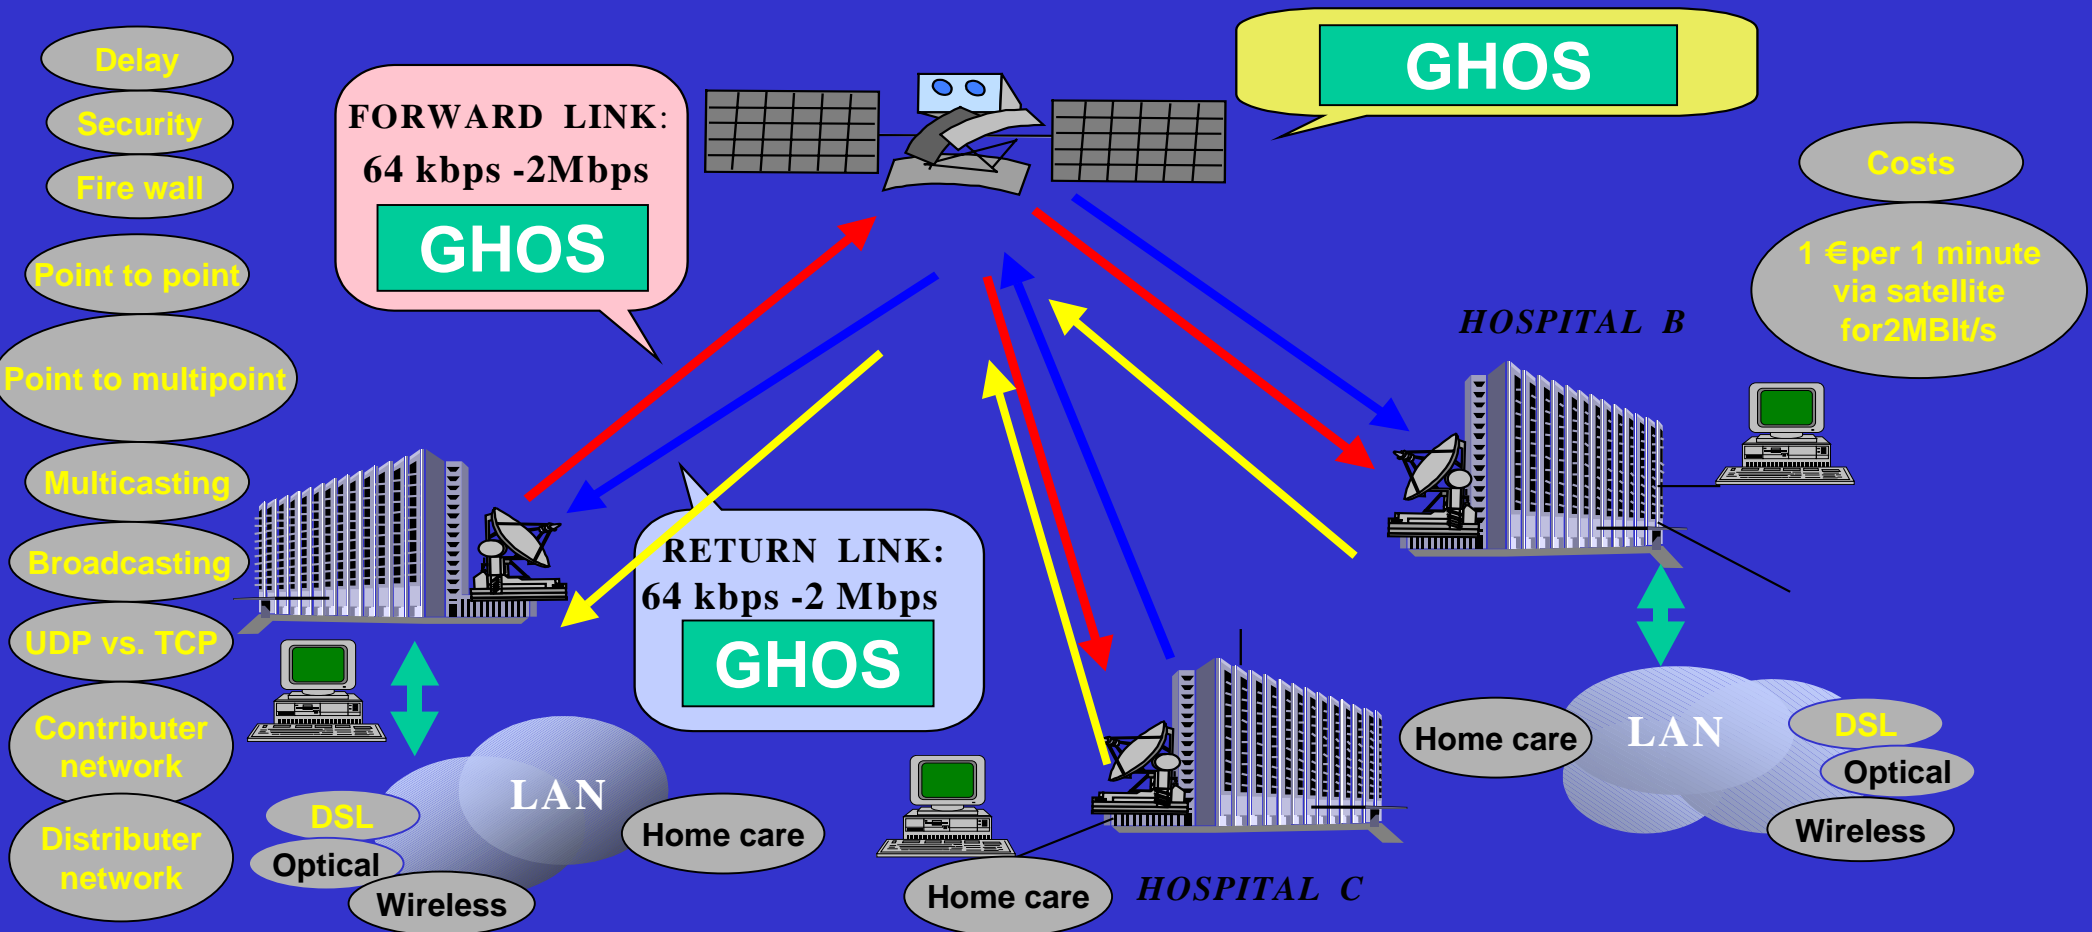 Delay
Security
Fire wall
Point to point
Point to multipoint
Multicasting
Broadcasting
UDP vs. TCP
Contributer
network
Distributer
network
FORWARD LINK:
64 kbps -2Mbps
GHOS
GHOS
Costs
1 €per 1 minute
via satellite
for2MBIt/s
HOSPITAL B
RETURN LINK:
64 kbps -2 Mbps
GHOS
LAN
DSL
Optical
Wireless
Home care
Home care
HOSPITAL C
Home care
LAN
DSL
Optical
Wireless